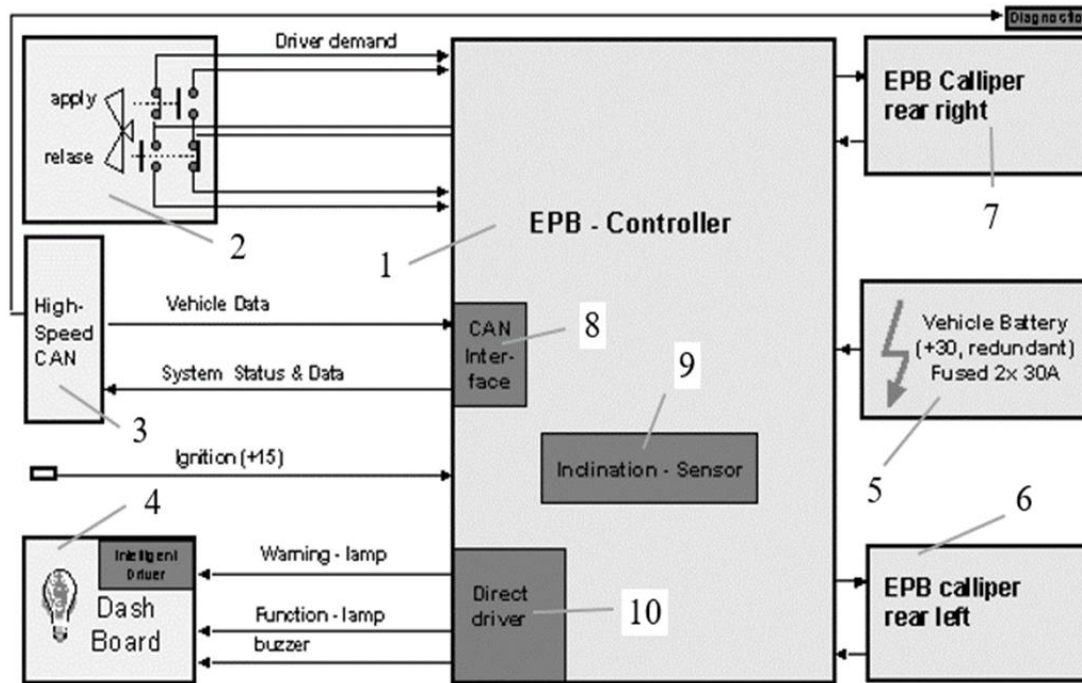 Diagnostic
Driver demand
apply
relase
2
EPB - Controller
1
EPB Calliper
rear right
7
High-
Speed
CAN
3
Vehicle Data
System Status & Data
CAN
Inter-
face
8
9
Inclination - Sensor
Vehicle Battery
(+30, redundant)
Fused 2x 30A
5
Ignition (+15)
4
Intelligent
Driver
Dash
Board
Warning - lamp
Function - lamp
buzzer
Direct
driver
10
6
EPB calliper
rear left